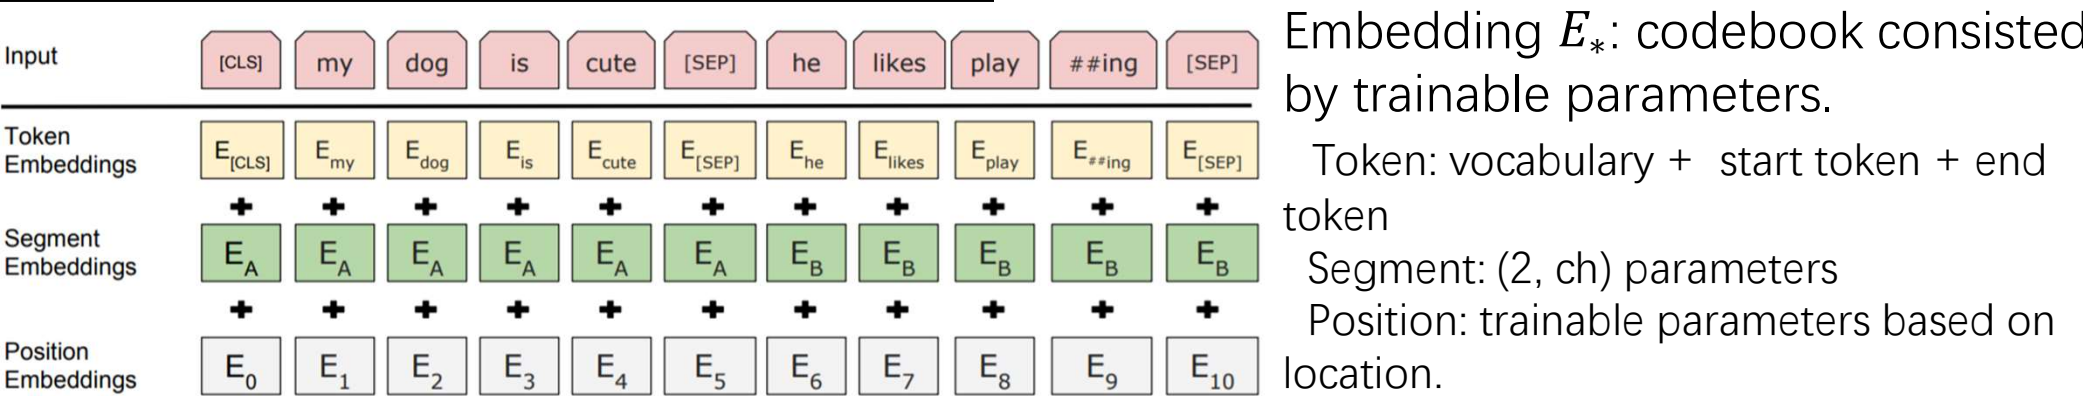 Input [CLS] my dog is cute [SEP] he likes play ##ing [SEP]
Token
Embeddings
E[CLS] Emy Edog Eis Ecute E[SEP] Ehe Elikes Eplay E##ing E[SEP]
+ + + + + + + + + + +
Segment
Embeddings
EA EA EA EA EA EA EB EB EB EB EB
+ + + + + + + + + + +
Position
Embeddings
E0 E1 E2 E3 E4 E5 E6 E7 E8 E9 E10
Embedding E*: codebook consisted
by trainable parameters.
Token: vocabulary + start token + end
token
Segment: (2, ch) parameters
Position: trainable parameters based on
location.